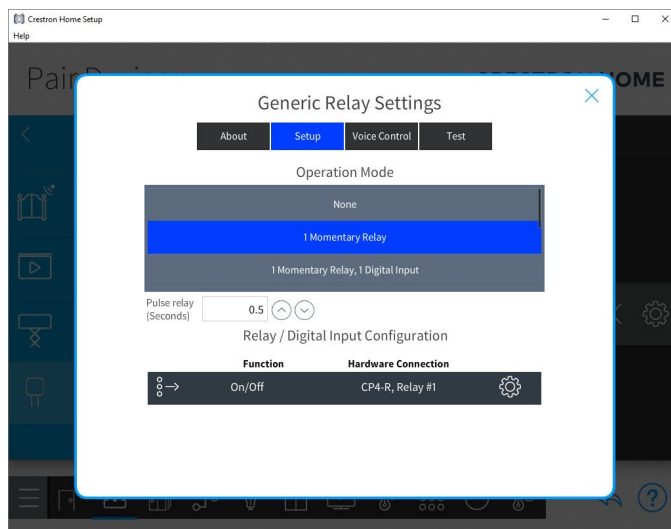 Crestron Home Setup
Help
Pair
OME
Generic Relay Settings
About Setup Voice Control Test
Operation Mode
None
1 Momentary Relay
1 Momentary Relay, 1 Digital Input
Pulse relay
(Seconds)
0.5
Relay / Digital Input Configuration
Function Hardware Connection
On/Off CP4-R, Relay #1
?